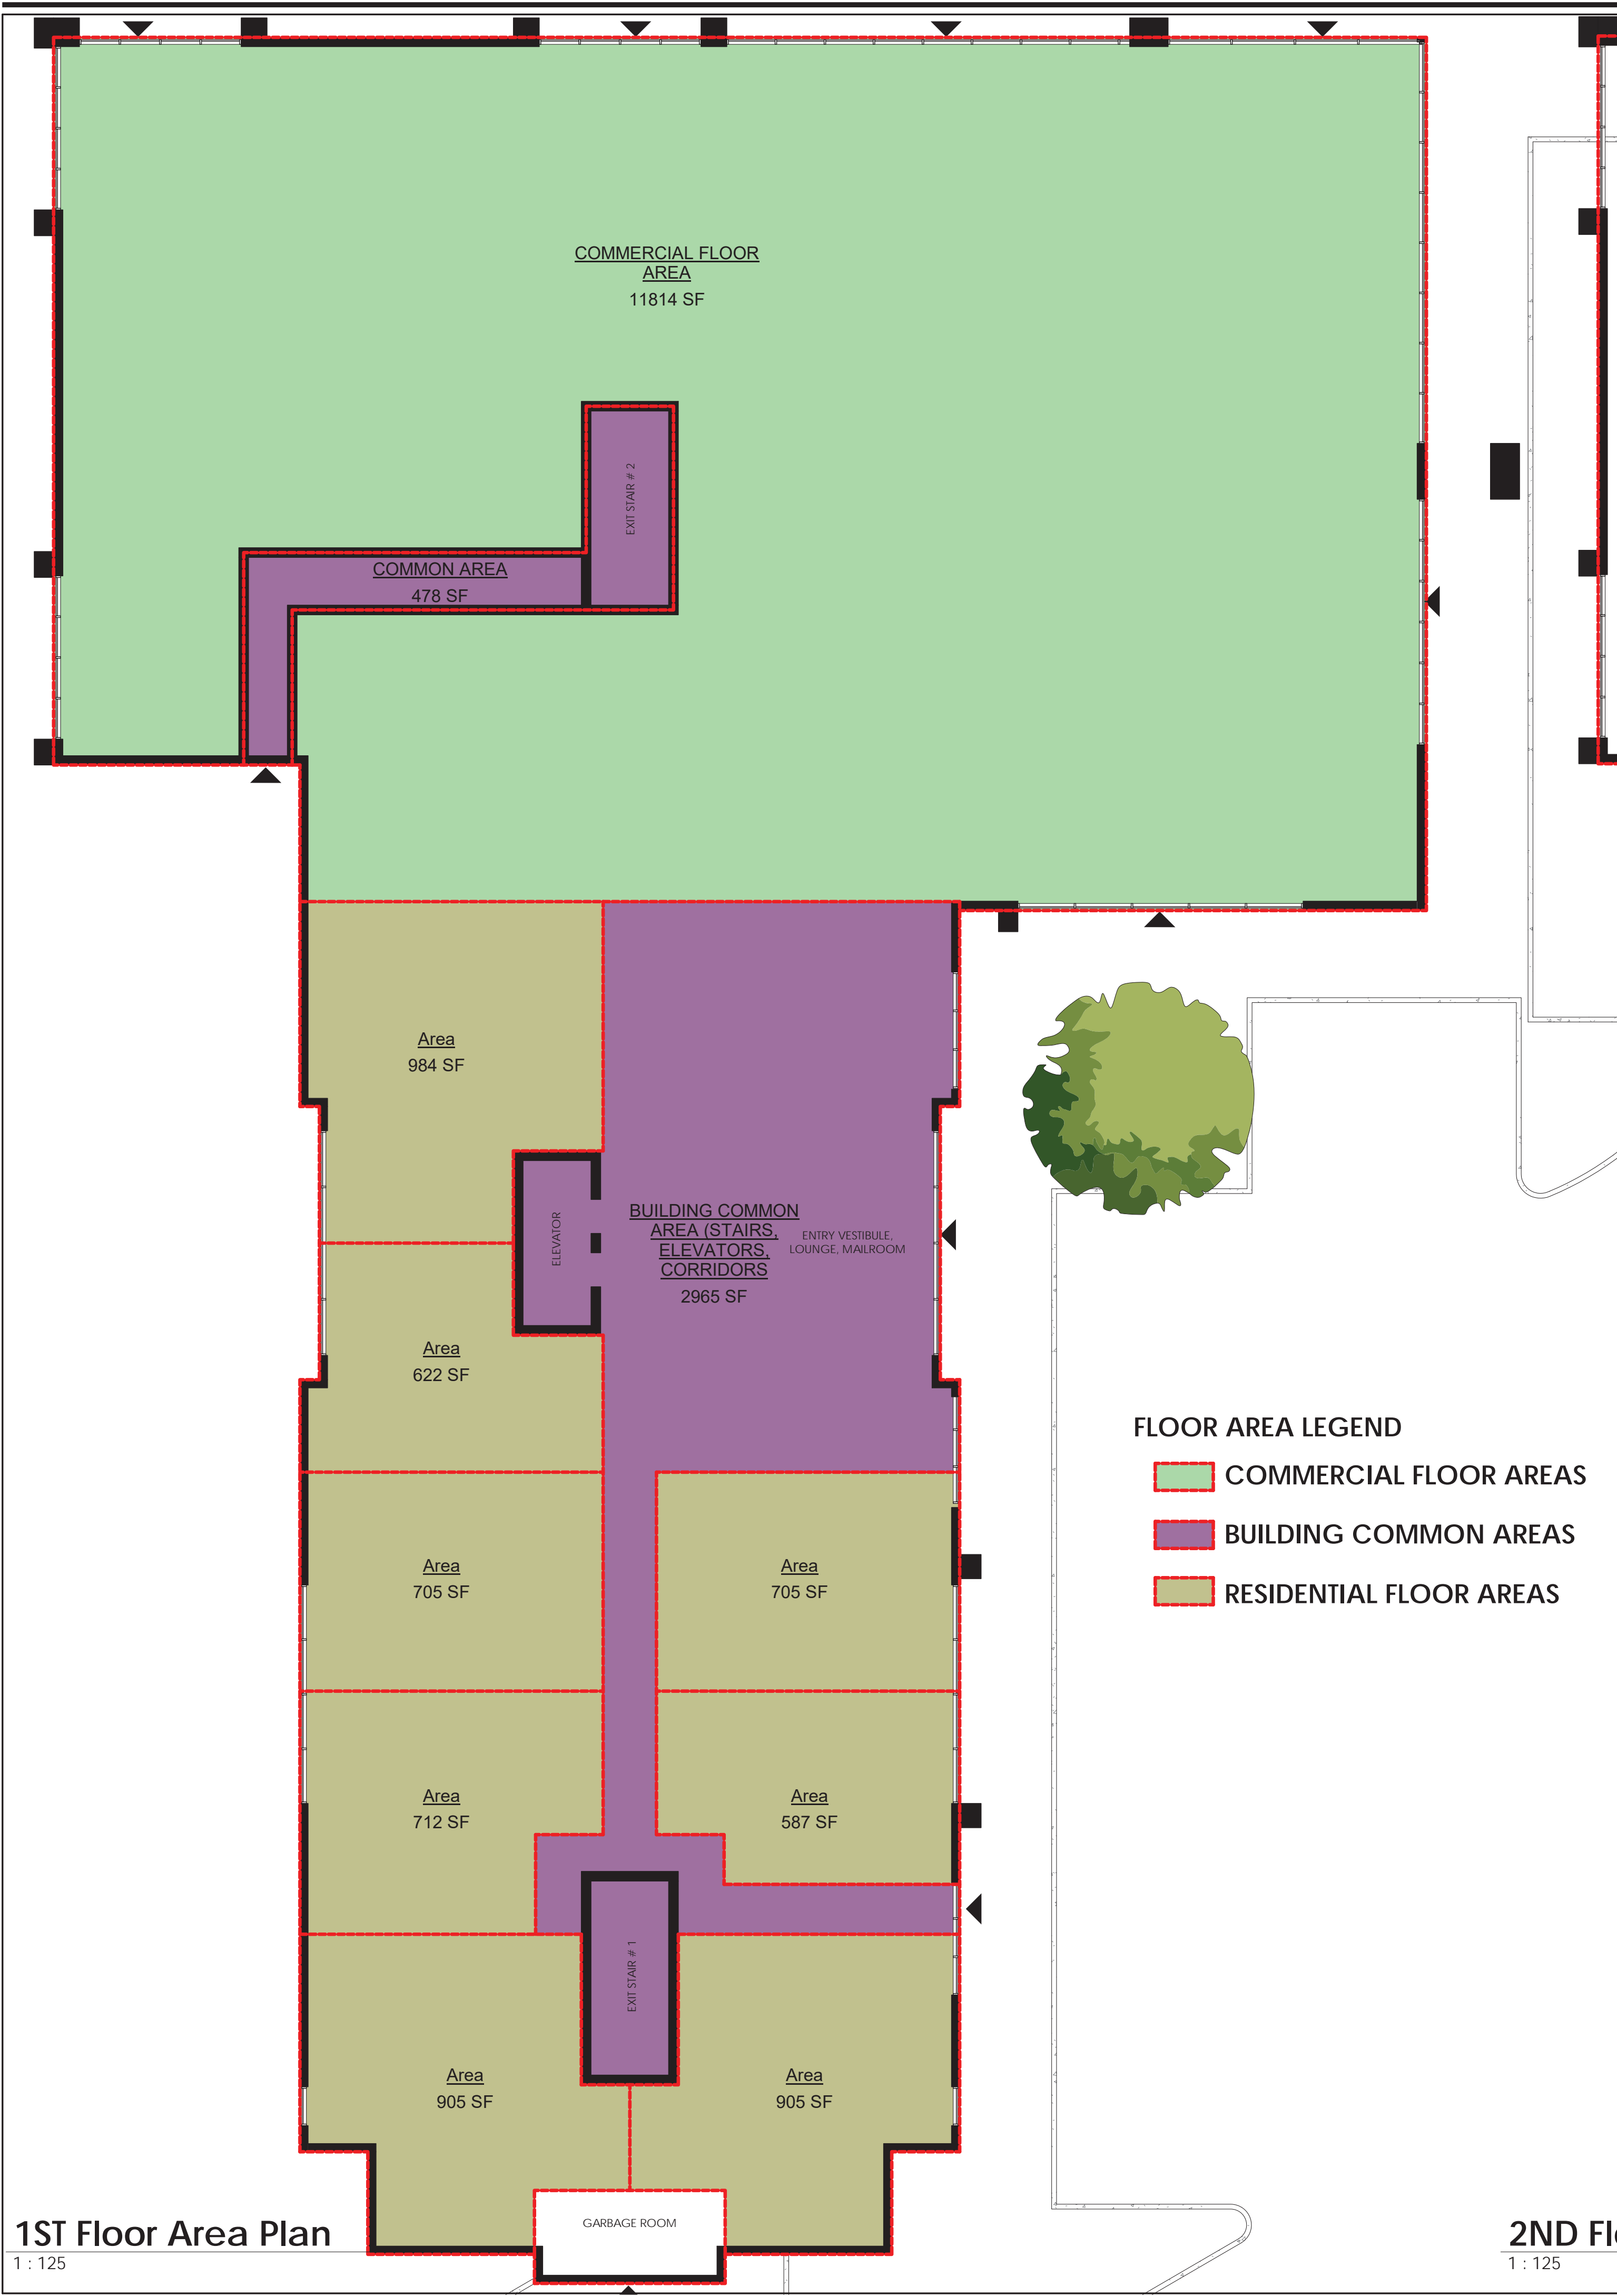 COMMERCIAL FLOOR
AREA
11814 SF
EXIT STAIR # 2
COMMON AREA
478 SF
Area
984 SF
ELEVATOR
BUILDING COMMON
AREA (STAIRS,
ELEVATORS,
CORRIDORS
2965 SF
ENTRY VESTIBULE,
LOUNGE, MAILROOM
Area
622 SF
FLOOR AREA LEGEND
COMMERCIAL FLOOR AREAS
BUILDING COMMON AREAS
RESIDENTIAL FLOOR AREAS
Area
705 SF
Area
705 SF
Area
712 SF
Area
587 SF
EXIT STAIR # 1
Area
905 SF
Area
905 SF
GARBAGE ROOM
1ST Floor Area Plan
1 : 125
2ND Fl
1 : 125